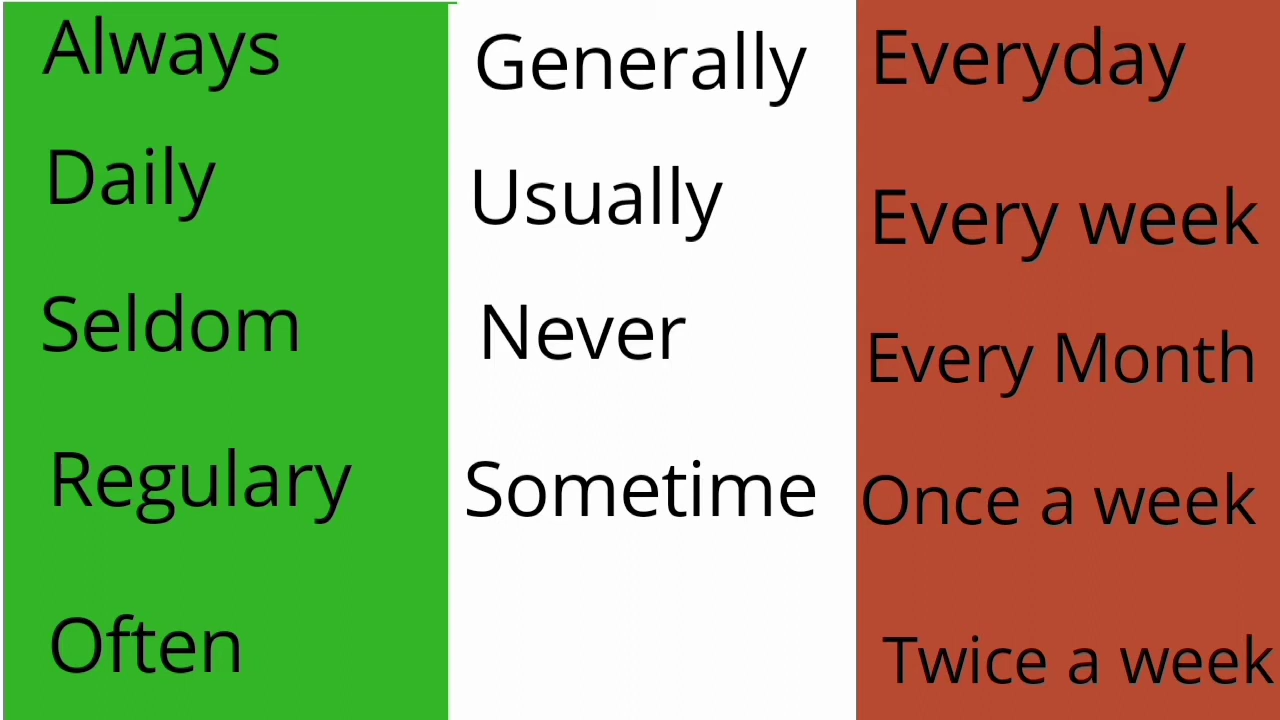 Always
Daily
Seldom
Regulary
Often
Generally
Usually
Never
Sometime
Everyday
Every week
Every Month
Once a week
Twice a week